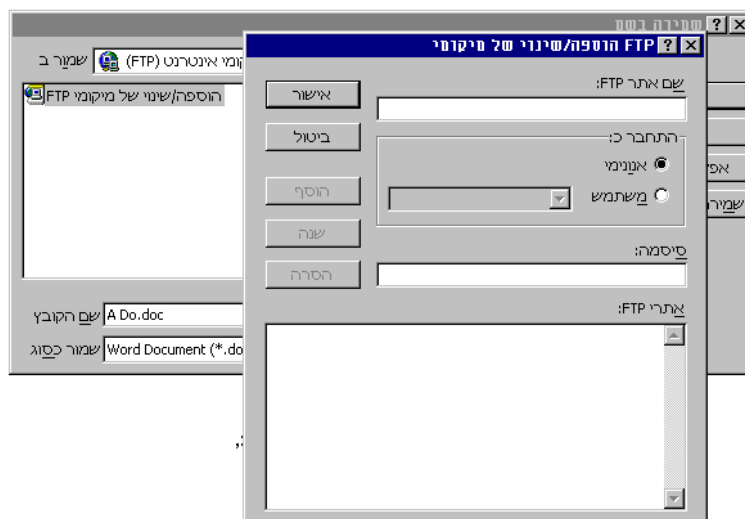 שמירה בשם
שמור ב
ומי אינטרנט (FTP)
הוספה/שינוי של מיקומי FTP
שם הקובץ
A Do.doc
שמור כסוג
Word Document (*.do
אפ
שמירו
FTP הוספה/שינוי של מיקומי
שם אתר FTP:
אישור
ביטול
התחבר כ:
אנונימי
משתמש
הוסף
שנה
הסרה
סיסמה:
אתרי FTP:
,: